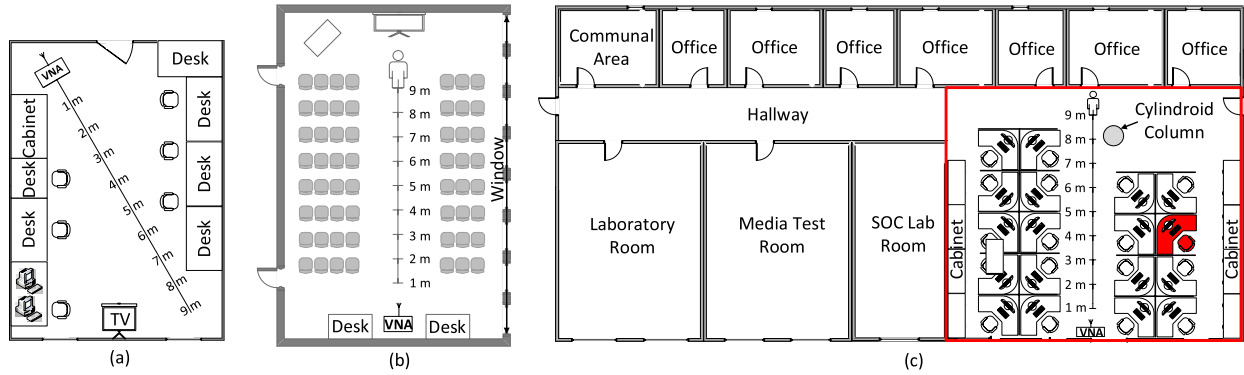 Desk
VNA
1 m
2 m
3 m
4 m
5 m
6 m
7 m
8 m
9 m
Cabinet
Desk
Desk
Desk
Desk
Desk
TV
(a)
9 m
8 m
7 m
6 m
5 m
4 m
3 m
2 m
1 m
Window
Desk
VNA
Desk
(b)
Communal
Area
Office
Office
Office
Office
Office
Office
Office
Hallway
Laboratory
Room
Media Test
Room
SOC Lab
Room
Cabinet
9 m
8 m
7 m
6 m
5 m
4 m
3 m
2 m
1 m
VNA
Cylindroid
Column
Cabinet
(c)